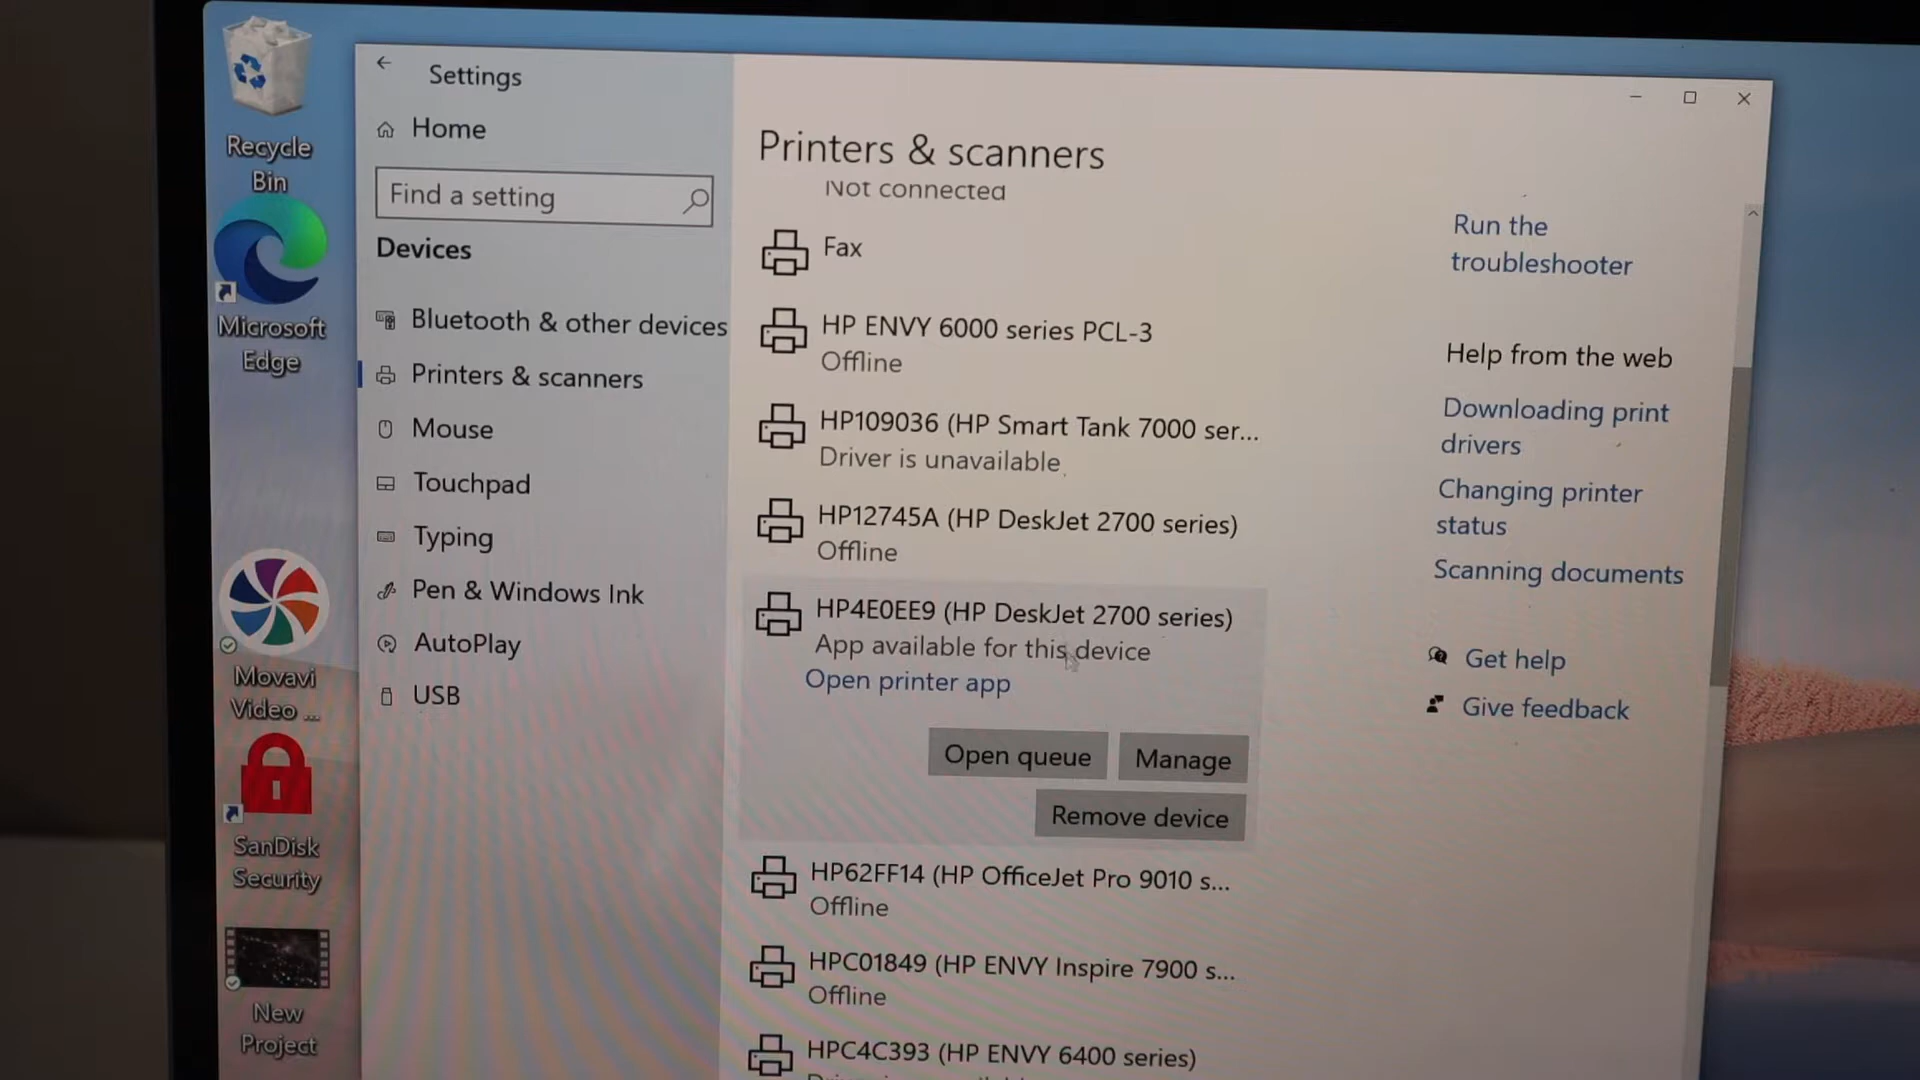 Recycle
Bin
Microsoft
Edge
Movavi
Video ...
SanDisk
Security
New
Project
Settings
Home
Find a setting
Devices
Bluetooth & other devices
Printers & scanners
Mouse
Touchpad
Typing
Pen & Windows Ink
AutoPlay
USB
Printers & scanners
Not connected
Fax
HP ENVY 6000 series PCL-3
Offline
HP109036 (HP Smart Tank 7000 ser...
Driver is unavailable
HP12745A (HP DeskJet 2700 series)
Offline
HP4E0EE9 (HP DeskJet 2700 series)
App available for this device
Open printer app
Open queue
Manage
Remove device
HP62FF14 (HP OfficeJet Pro 9010 s...
Offline
HPC01849 (HP ENVY Inspire 7900 s...
Offline
HPC4C393 (HP ENVY 6400 series)
Run the
troubleshooter
Help from the web
Downloading print
drivers
Changing printer
status
Scanning documents
Get help
Give feedback